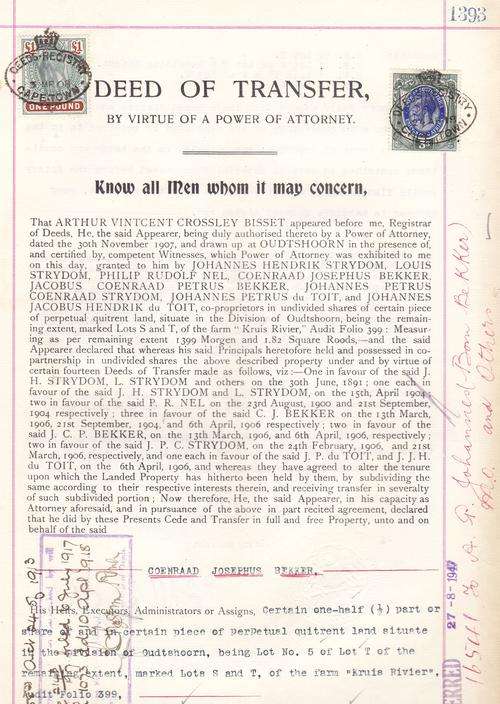 1393
£1 £1
DEEDS REGISTRY
CAPETOWN
ONE POUND
DEED OF TRANSFER,
BY VIRTUE OF A POWER OF ATTORNEY.
Know all Men whom it may concern,
That ARTHUR VINTCENT CROSSLEY BISSET appeared before me, Registrar
of Deeds, He, the said Appearer, being duly authorised thereto by a Power of Attorney,
dated the 30th November 1907, and drawn up at OUDTSHOORN in the presence of,
and certified by, competent Witnesses, which Power of Attorney was exhibited to me
on this day, granted to him by JOHANNES HENDRIK STRYDOM, LOUIS
STRYDOM, PHILIP RUDOLF NEL, COENRAAD JOSEPHUS BEKKER,
JACOBUS COENRAAD PETRUS BEKKER, JOHANNES PETRUS
COENRAAD STRYDOM, JOHANNES PETRUS du TOIT, and JOHANNES
JACOBUS HENDRIK du TOIT, co-proprietors in undivided shares of certain piece
of perpetual quitrent land, situate in the Division of Oudtshoorn, being the remain-
ing extent, marked Lots S and T, of the farm "Kruis Rivier," Audit Folio 399: Measur-
ing as per remaining extent 1399 Morgen and 1.82 Square Roods,—and the said
Appearer declared that whereas his said Principals heretofore held and possessed in co-
partnership in undivided shares the above described property under and by virtue of
certain fourteen Deeds of Transfer made as follows, viz:—One in favour of the said J.
H. STRYDOM, L. STRYDOM and others on the 30th June, 1891; one each in
favour of the said J. H. STRYDOM and L. STRYDOM, on the 15th, April 1904;
two in favour of the said P. R. NEL on the 23rd August, 1900 and 21st September,
1904 respectively; three in favour of the said C. J. BEKKER on the 13th March,
1906, 21st September, 1904 and 6th April, 1906 respectively; two in favour of the
said J. C. P. BEKKER, on the 13th March, 1906, and 6th April, 1906, respectively;
two in favour of the said J. P. C. STRYDOM, on the 24th February, 1906, and 21st
March, 1906, respectively, and one each in favour of the said J. P. du TOIT, and J. J. H.
du TOIT, on the 6th April, 1906, and whereas they have agreed to alter the tenure
upon which the Landed Property has hitherto been held by them, by subdividing the
same according to their respective interests therein, and receiving transfer in severalty
of such subdivided portion; Now therefore, He, the said Appearer, in his capacity as
Attorney aforesaid, and in pursuance of the above in part recited agreement, declared
that he did by these Presents Cede and Transfer in full and free Property, unto and on
behalf of the said
COENRAAD JOSEPHUS BEKKER,
His Heirs, Executors, Administrators or Assigns, Certain one-half (½) part or
share in certain piece of perpetual quitrent land situate
in the Division of Oudtshoorn, being Lot No. 5 of Lot T of the
remaining extent, marked Lots S and T, of the farm "Kruis Rivier",
Audit Folio 399,
27-8-1947